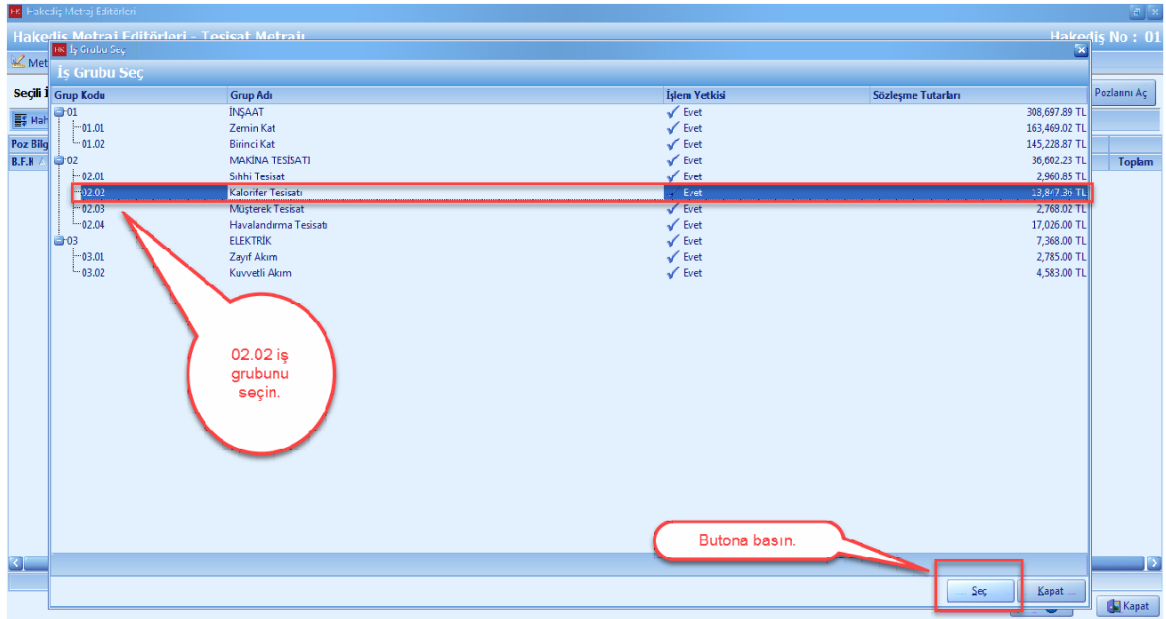 HK Hakediş Metraj Editörleri
Hakediş Metraj Editörleri - Tesisat Metrajı Hakediş No : 01
HK İş Grubu Seç
Met
İş Grubu Seç
Seçili İ Pozlarını Aç
Grup Kodu Grup Adı İşlem Yetkisi Sözleşme Tutarları
01 İNŞAAT Evet 308,697.89 TL
Mah
01.01 Zemin Kat Evet 163,469.02 TL
Poz Bilg
01.02 Birinci Kat Evet 145,228.87 TL
B.F.N Toplam
02 MAKİNA TESİSATI Evet 36,602.23 TL
02.01 Sıhhi Tesisat Evet 2,960.85 TL
02.02 Kalorifer Tesisatı Evet 13,847.36 TL
02.03 Müşterek Tesisat Evet 2,768.02 TL
02.04 Havalandırma Tesisatı Evet 17,026.00 TL
03 ELEKTRİK Evet 7,368.00 TL
03.01 Zayıf Akım Evet 2,785.00 TL
03.02 Kuvvetli Akım Evet 4,583.00 TL
02.02 iş
grubunu
seçin.
Butona basın.
Seç Kapat
Kapat